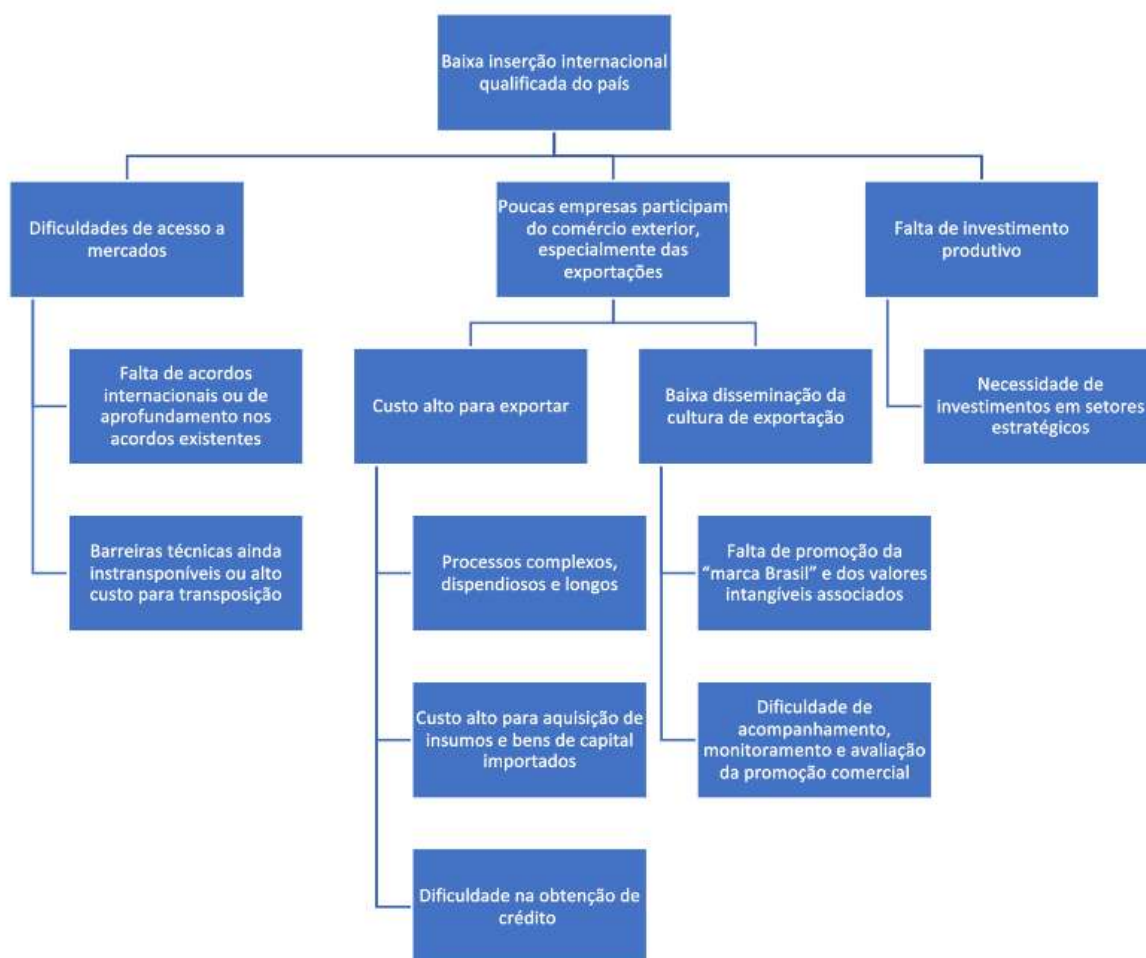 Baixa inserção internacional
qualificada do país
Dificuldades de acesso a
mercados
Falta de acordos
internacionais ou de
aprofundamento nos
acordos existentes
Barreiras técnicas ainda
instransponíveis ou alto
custo para transposição
Poucas empresas participam
do comércio exterior,
especialmente das
exportações
Custo alto para exportar
Processos complexos,
dispendiosos e longos
Custo alto para aquisição de
insumos e bens de capital
importados
Dificuldade na obtenção de
crédito
Baixa disseminação da
cultura de exportação
Falta de promoção da
“marca Brasil” e dos valores
intangíveis associados
Dificuldade de
acompanhamento,
monitoramento e avaliação
da promoção comercial
Falta de investimento
produtivo
Necessidade de
investimentos em setores
estratégicos